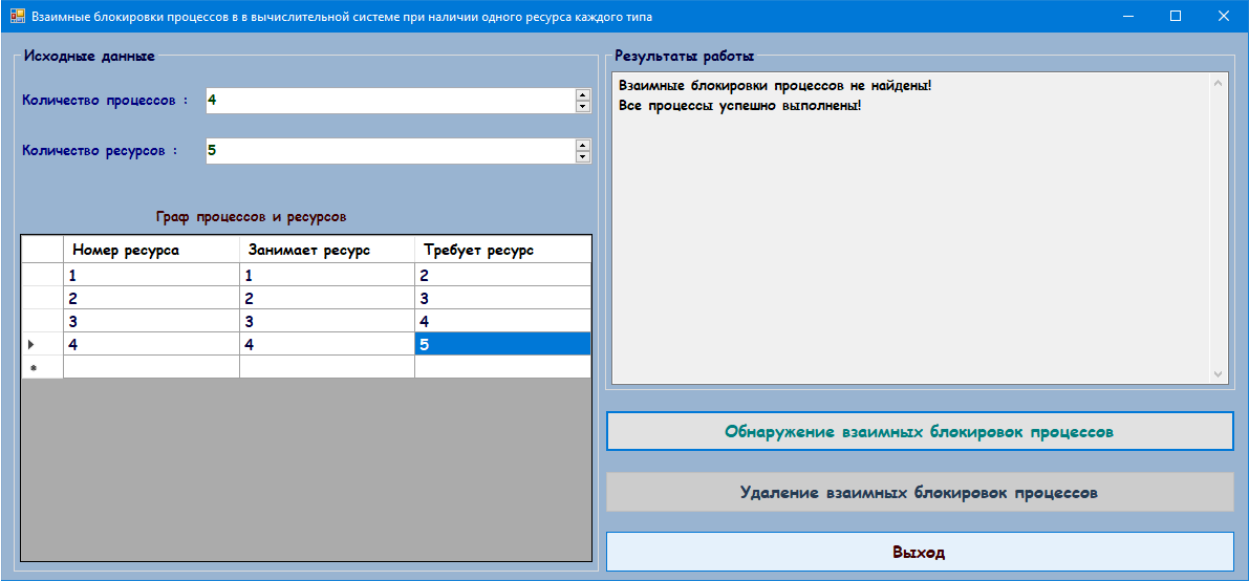 Взаимные блокировки процессов в в вычислительной системе при наличии одного ресурса каждого типа
Исходные данные
Количество процессов : 4
Количество ресурсов : 5
Граф процессов и ресурсов
Номер ресурса Занимает ресурс Требует ресурс
1 1 2
2 2 3
3 3 4
4 4 5
Результаты работы
Взаимные блокировки процессов не найдены!
Все процессы успешно выполнены!
Обнаружение взаимных блокировок процессов
Удаление взаимных блокировок процессов
Выход